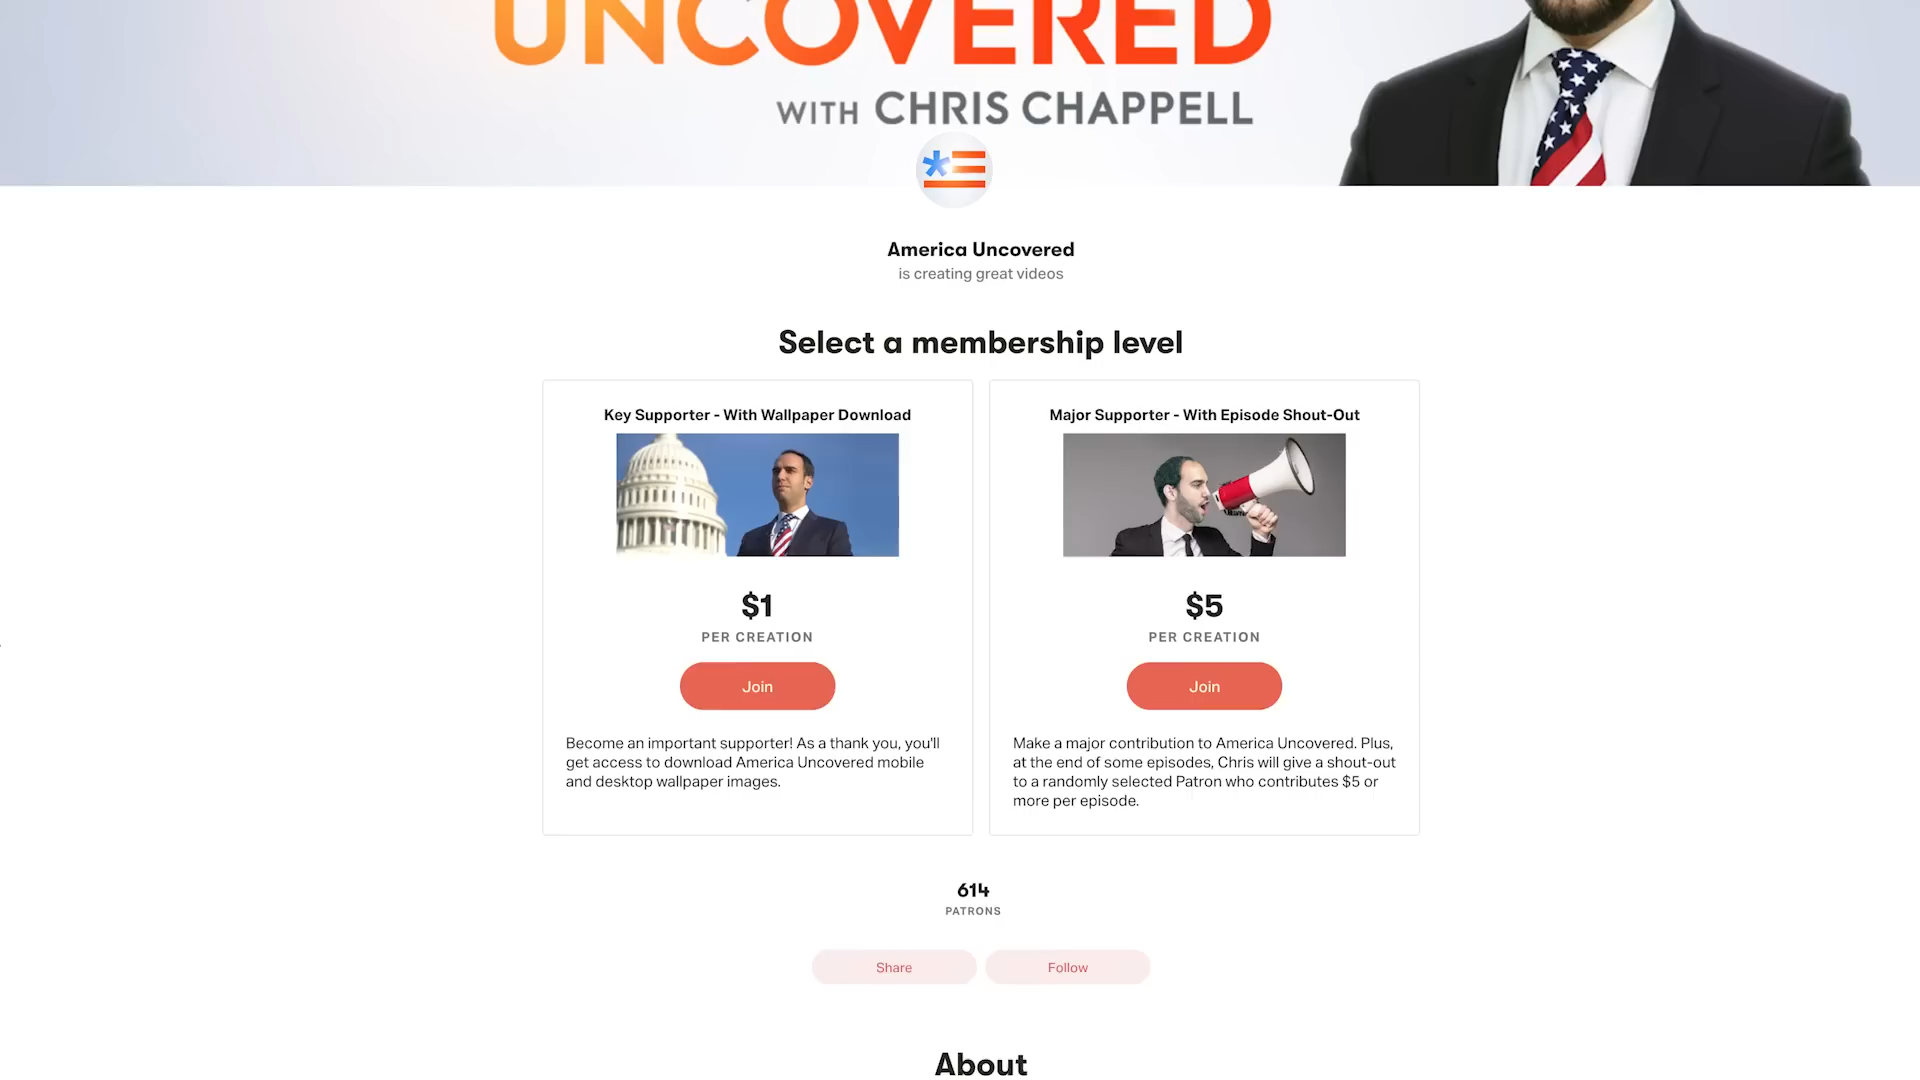 UNCOVERED
WITH CHRIS CHAPPELL
America Uncovered
is creating great videos
Select a membership level
Key Supporter - With Wallpaper Download
$1
PER CREATION
Join
Become an important supporter! As a thank you, you'll
get access to download America Uncovered mobile
and desktop wallpaper images.
Major Supporter - With Episode Shout-Out
$5
PER CREATION
Join
Make a major contribution to America Uncovered. Plus,
at the end of some episodes, Chris will give a shout-out
to a randomly selected Patron who contributes $5 or
more per episode.
614
PATRONS
Share
Follow
About